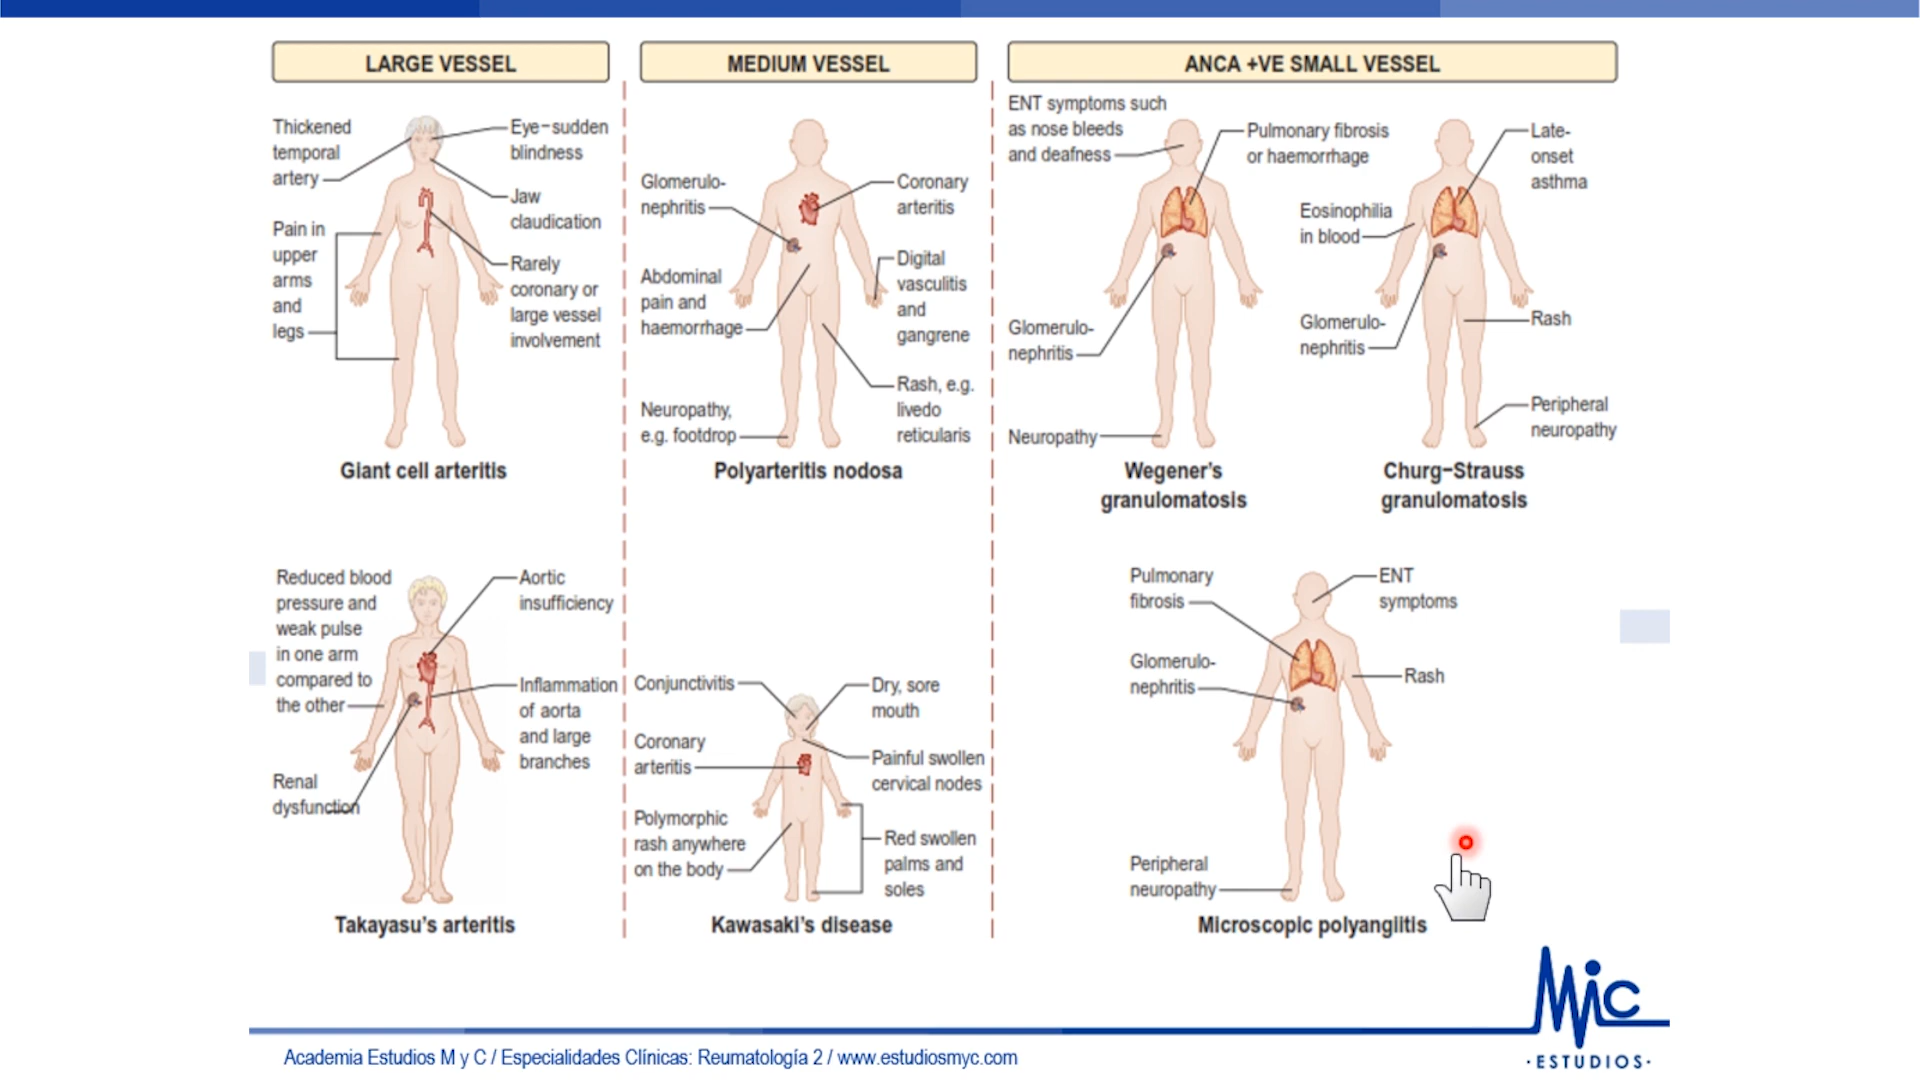 LARGE VESSEL
Thickened
temporal
artery
Eye–sudden
blindness
Jaw
claudication
Pain in
upper
arms
and
legs
Rarely
coronary or
large vessel
involvement
Giant cell arteritis
Reduced blood
pressure and
weak pulse
in one arm
compared to
the other
Aortic
insufficiency
Inflammation
of aorta
and large
branches
Renal
dysfunction
Takayasu's arteritis
MEDIUM VESSEL
Glomerulo-
nephritis
Coronary
arteritis
Abdominal
pain and
haemorrhage
Digital
vasculitis
and
gangrene
Rash, e.g.
livedo
reticularis
Neuropathy,
e.g. footdrop
Polyarteritis nodosa
Conjunctivitis
Dry, sore
mouth
Coronary
arteritis
Painful swollen
cervical nodes
Polymorphic
rash anywhere
on the body
Red swollen
palms and
soles
Kawasaki's disease
ANCA +VE SMALL VESSEL
ENT symptoms such
as nose bleeds
and deafness
Pulmonary fibrosis
or haemorrhage
Glomerulo-
nephritis
Neuropathy
Wegener's
granulomatosis
Late-
onset
asthma
Eosinophilia
in blood
Glomerulo-
nephritis
Rash
Peripheral
neuropathy
Churg–Strauss
granulomatosis
Pulmonary
fibrosis
ENT
symptoms
Glomerulo-
nephritis
Rash
Peripheral
neuropathy
Microscopic polyangiitis
Mic
·ESTUDIOS·
Academia Estudios M y C / Especialidades Clínicas: Reumatología 2 / www.estudiosmyc.com